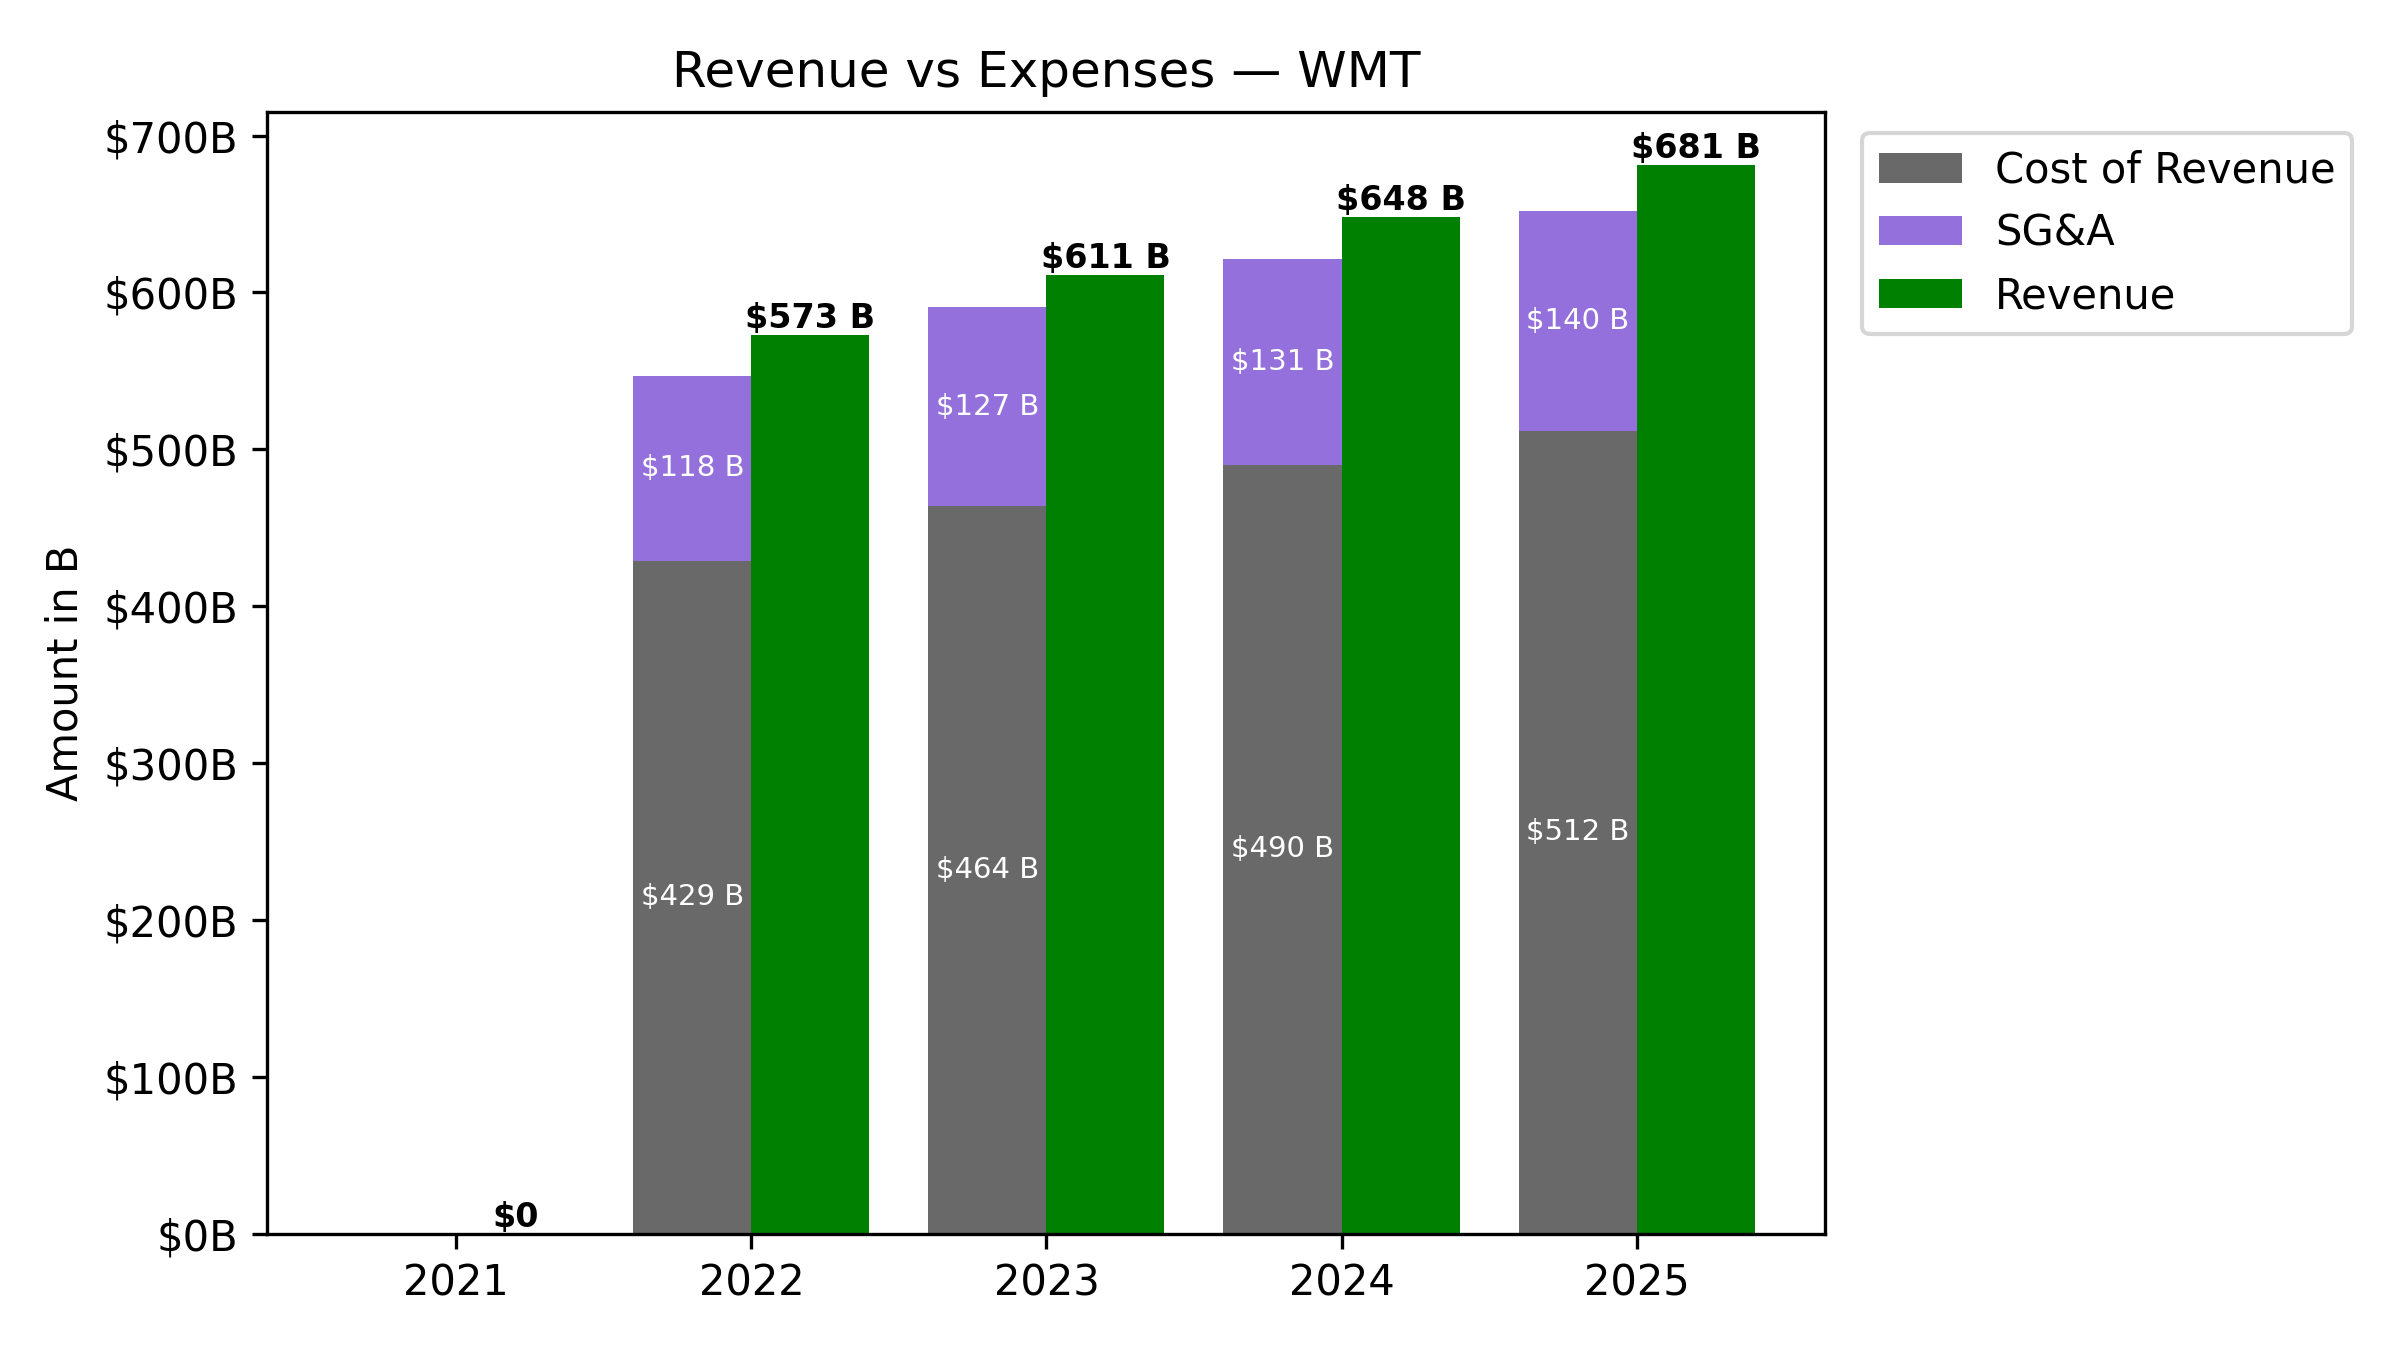 Revenue vs Expenses — WMT
Cost of Revenue
SG&A
Revenue
Amount in B
$700B
$600B
$500B
$400B
$300B
$200B
$100B
$0B
$0
$573 B
$118 B
$429 B
$611 B
$127 B
$464 B
$648 B
$131 B
$490 B
$681 B
$140 B
$512 B
2021
2022
2023
2024
2025